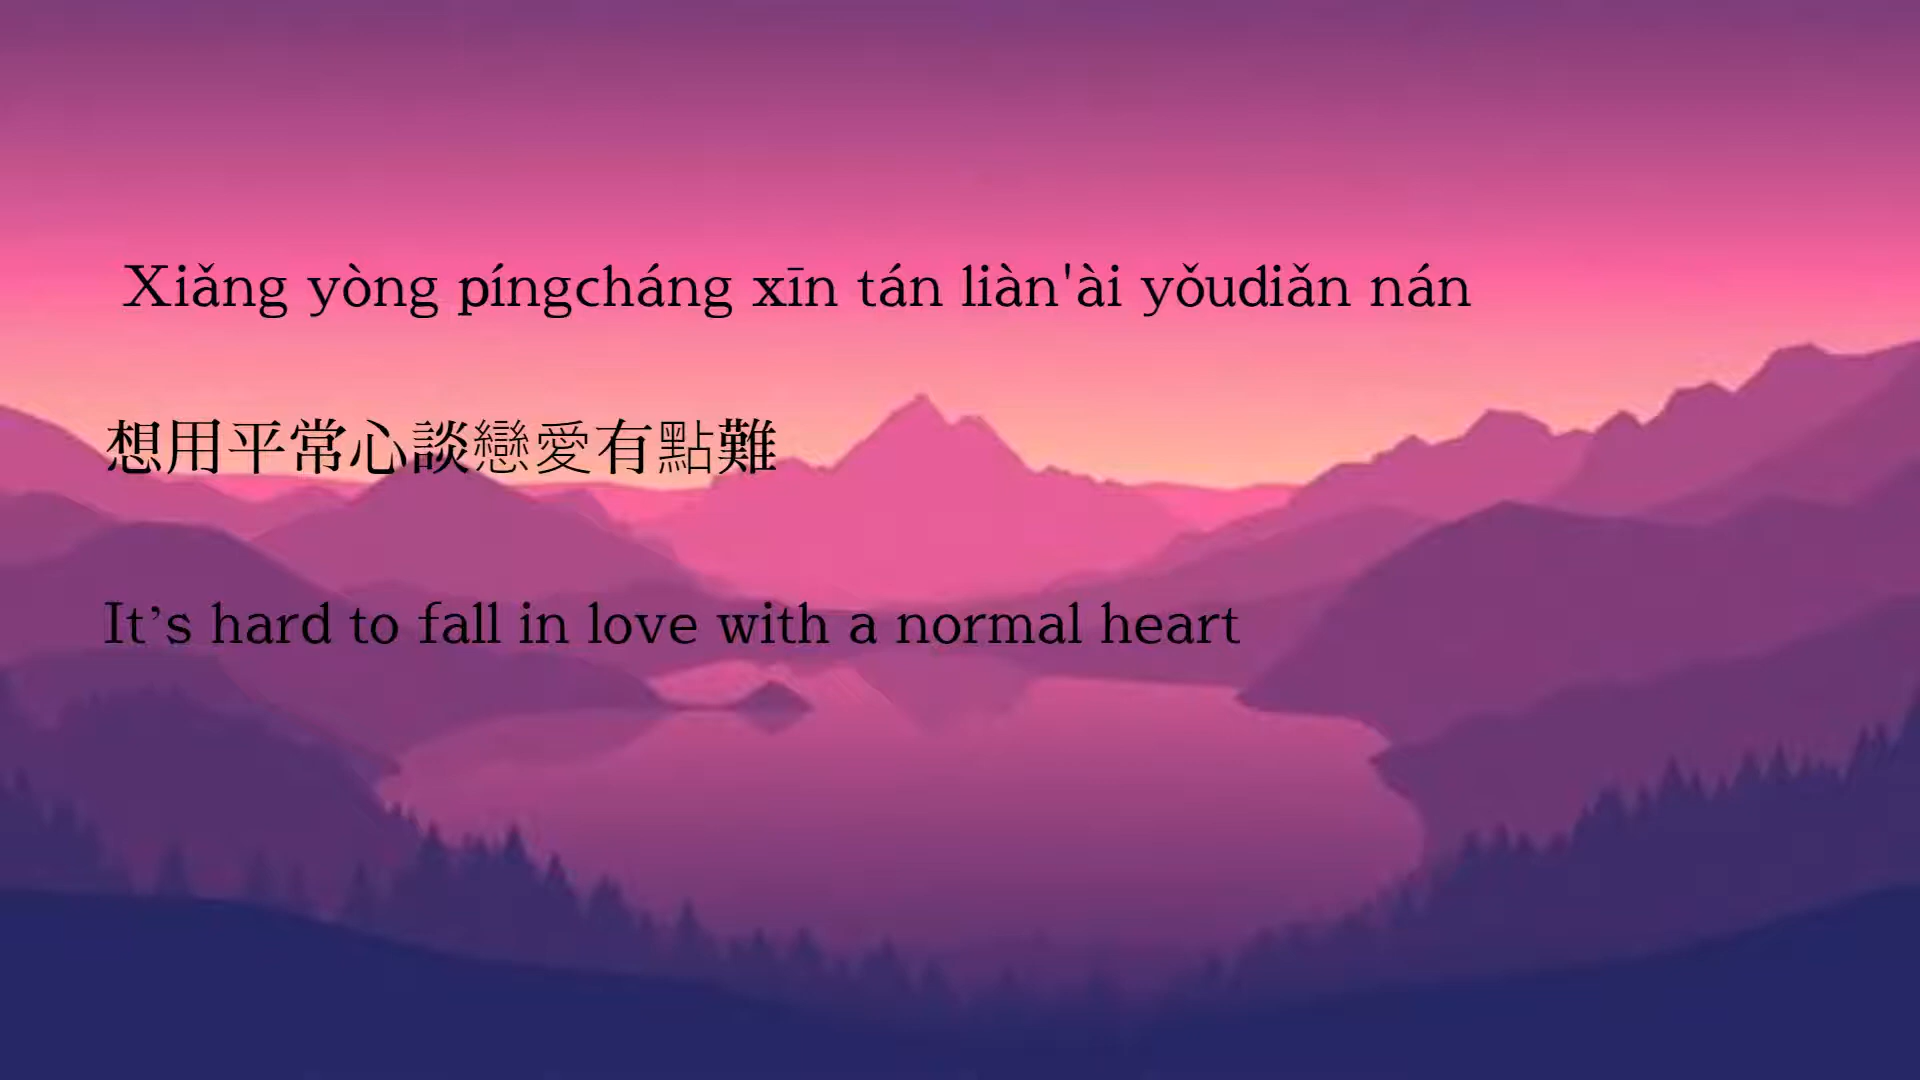 Xiǎng yòng píngcháng xīn tán liàn'ài yǒudiǎn nán
想用平常心談戀愛有點難
It’s hard to fall in love with a normal heart